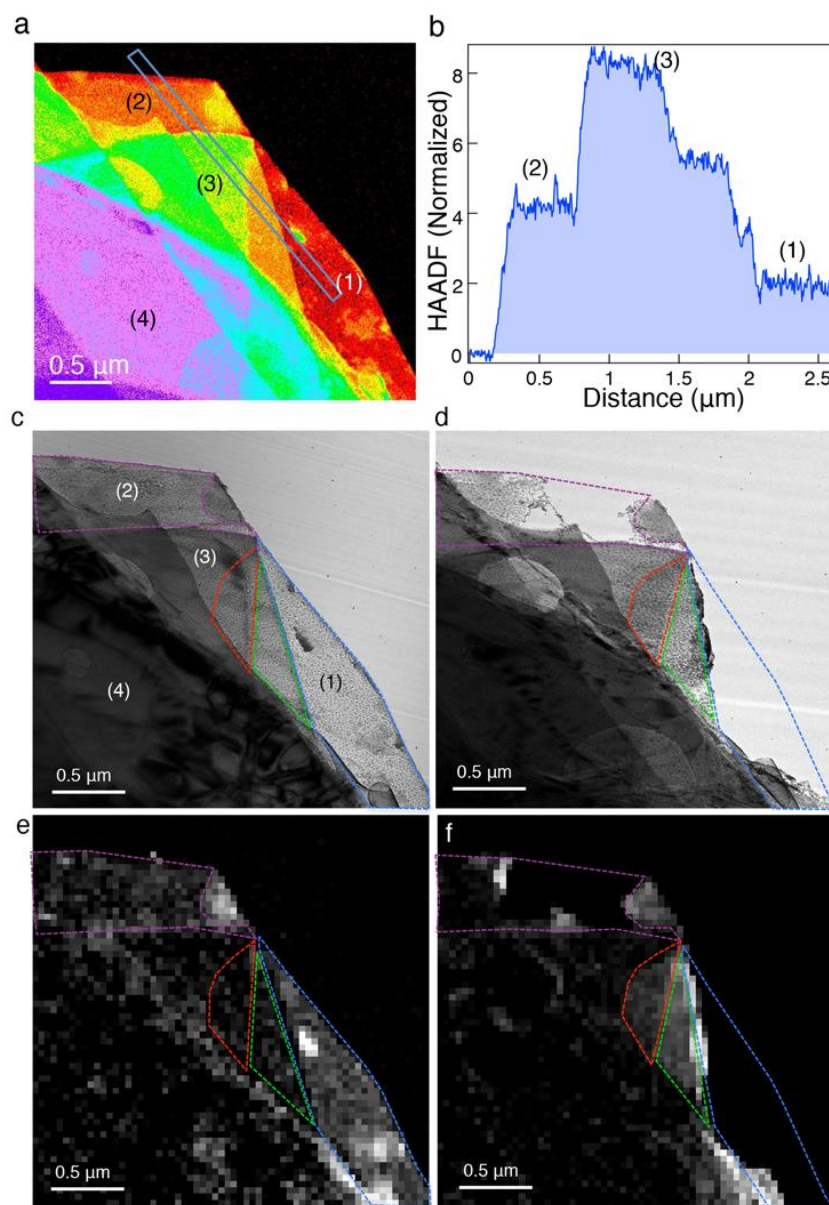 a
(2)
(3)
(1)
(4)
0.5 μm
b
HAADF (Normalized)
8
6
4
2
0
(2)
(3)
(1)
0
0.5
1
1.5
2
2.5
Distance (μm)
c
(2)
(3)
(1)
(4)
0.5 μm
d
0.5 μm
e
0.5 μm
f
0.5 μm